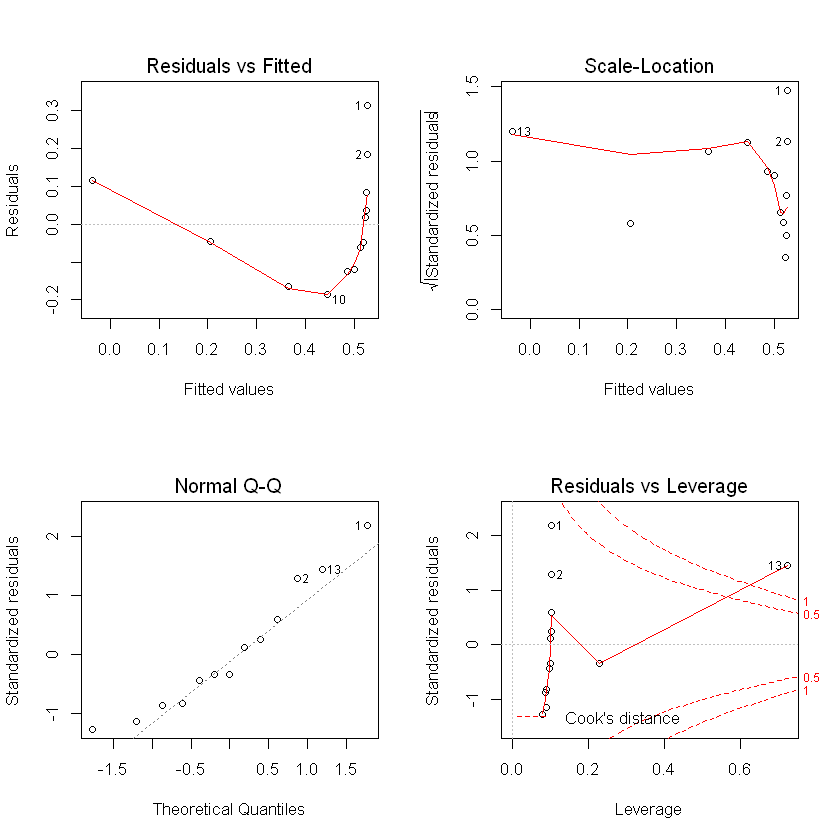 Residuals vs Fitted
Residuals
0.3
0.2
0.1
0.0
-0.2
1
2
10
0.0 0.1 0.2 0.3 0.4 0.5
Fitted values
Scale-Location
√|Standardized residuals|
1.5
1.0
0.5
0.0
13
1
2
0.0 0.1 0.2 0.3 0.4 0.5
Fitted values
Normal Q-Q
Standardized residuals
2
1
0
-1
1
2
13
-1.5 -0.5 0.5 1.5
Theoretical Quantiles
Residuals vs Leverage
Standardized residuals
2
1
0
-1
1
2
13
1
0.5
0.5
1
Cook's distance
0.0 0.2 0.4 0.6
Leverage